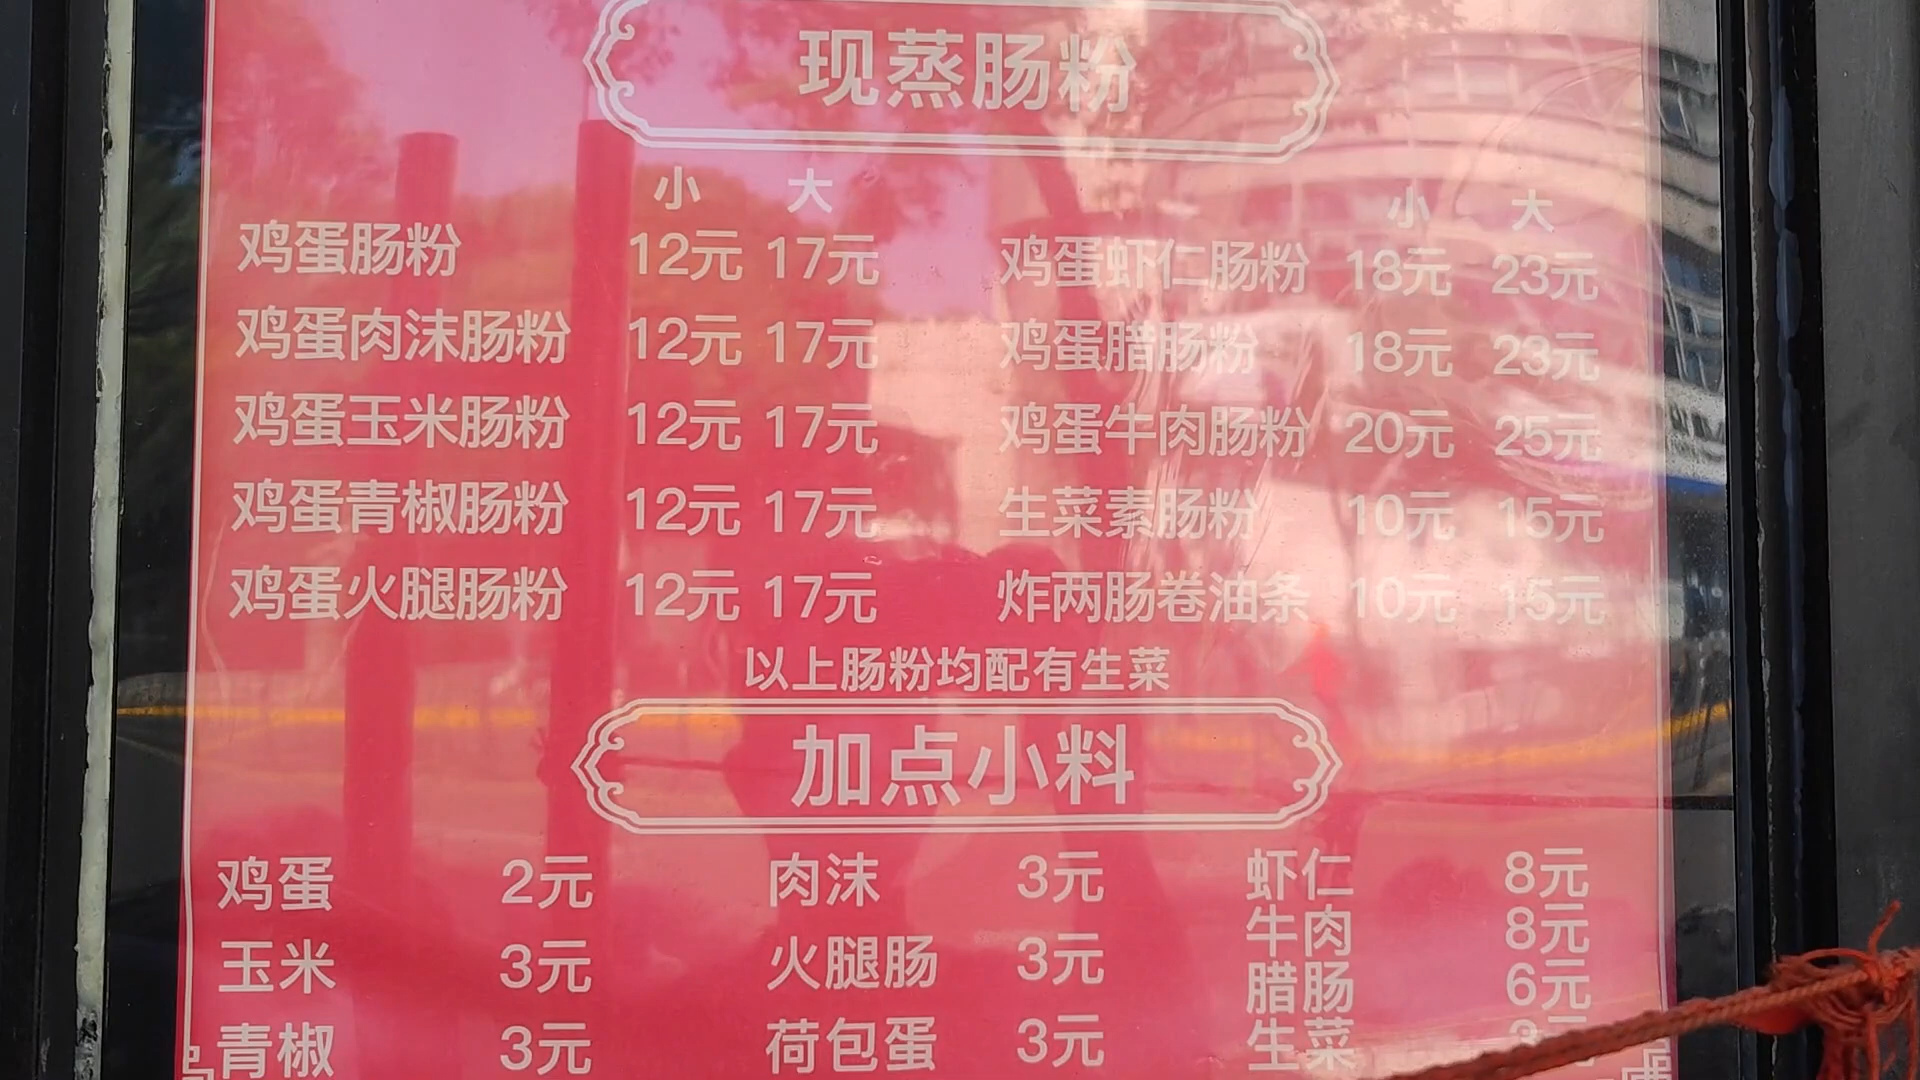 现蒸肠粉
小 大 小 大
鸡蛋肠粉 12元 17元 鸡蛋虾仁肠粉 18元 23元
鸡蛋肉沫肠粉 12元 17元 鸡蛋腊肠粉 18元 23元
鸡蛋玉米肠粉 12元 17元 鸡蛋牛肉肠粉 20元 25元
鸡蛋青椒肠粉 12元 17元 生菜素肠粉 10元 15元
鸡蛋火腿肠粉 12元 17元 炸两肠卷油条 10元 15元
以上肠粉均配有生菜
加点小料
鸡蛋 2元 肉沫 3元 虾仁 8元
牛肉 8元
玉米 3元 火腿肠 3元 腊肠 6元
青椒 3元 荷包蛋 3元 生菜